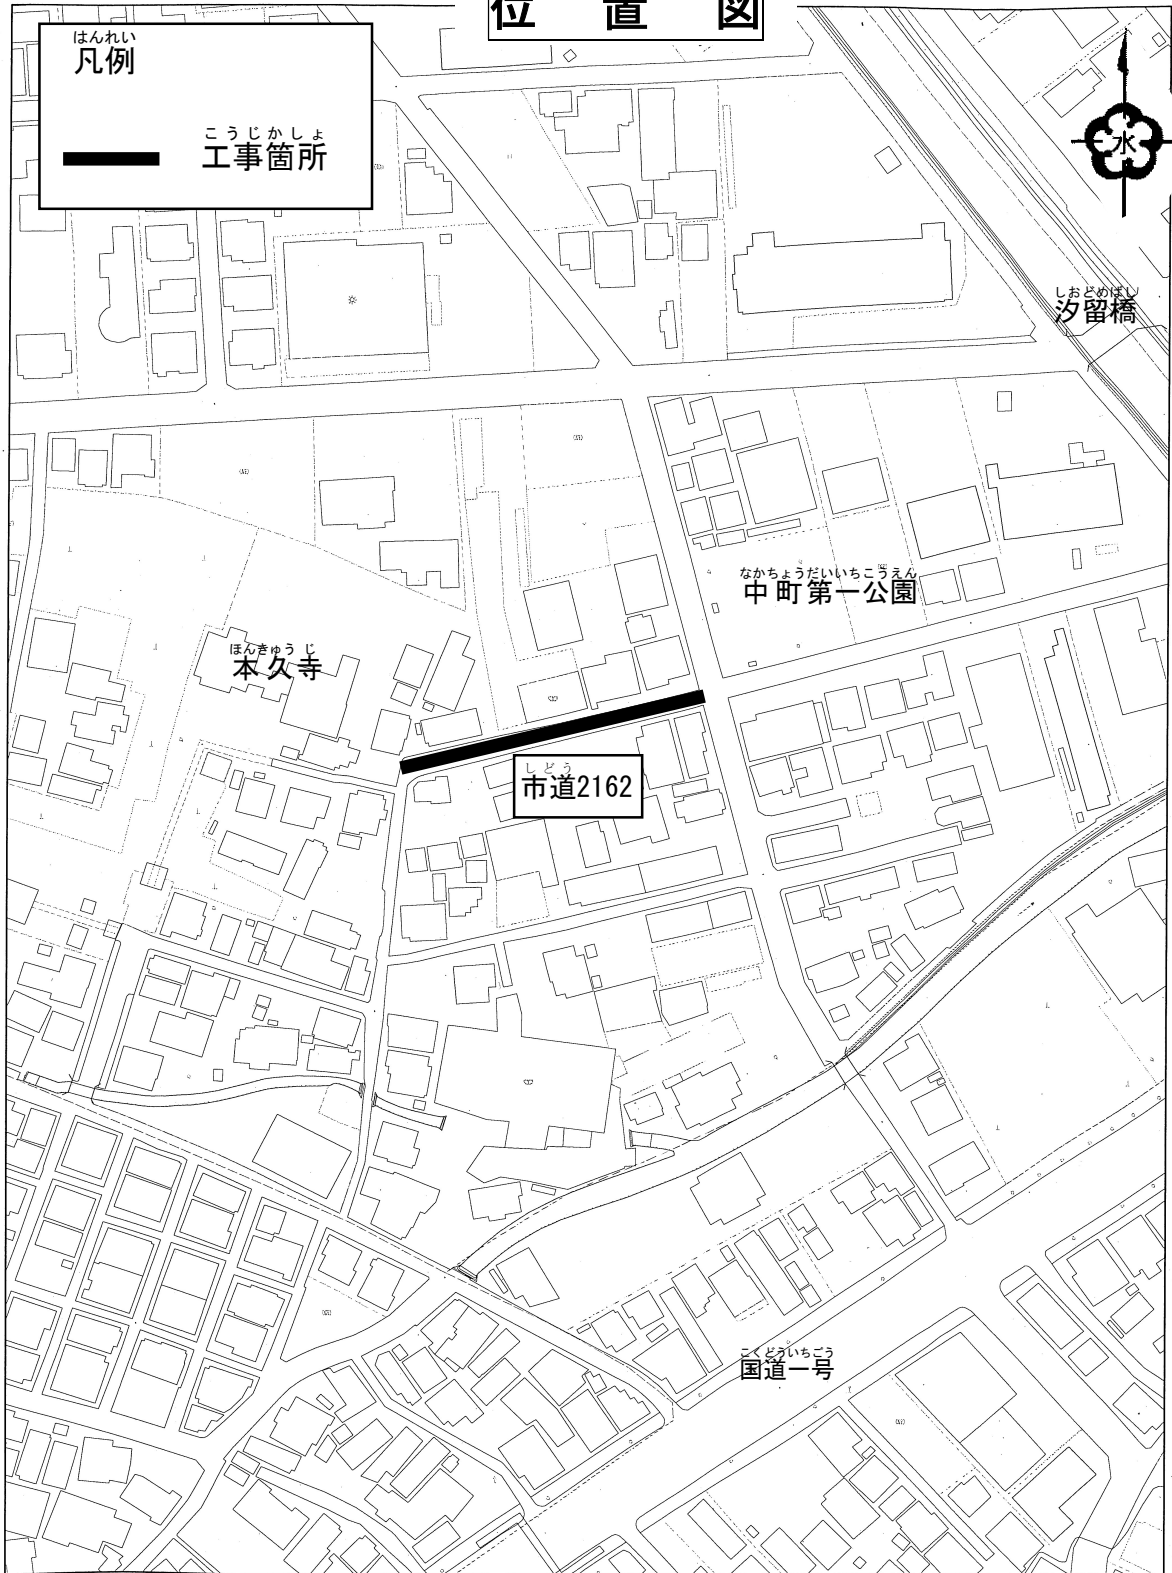 位置図
はんれい
凡例
こうじかしょ
工事箇所
水
しおどめばし
汐留橋
なかちょうだいいちこうえん
中町第一公園
ほんきゅうじ
本久寺
しどう
市道2162
こくどういちごう
国道一号